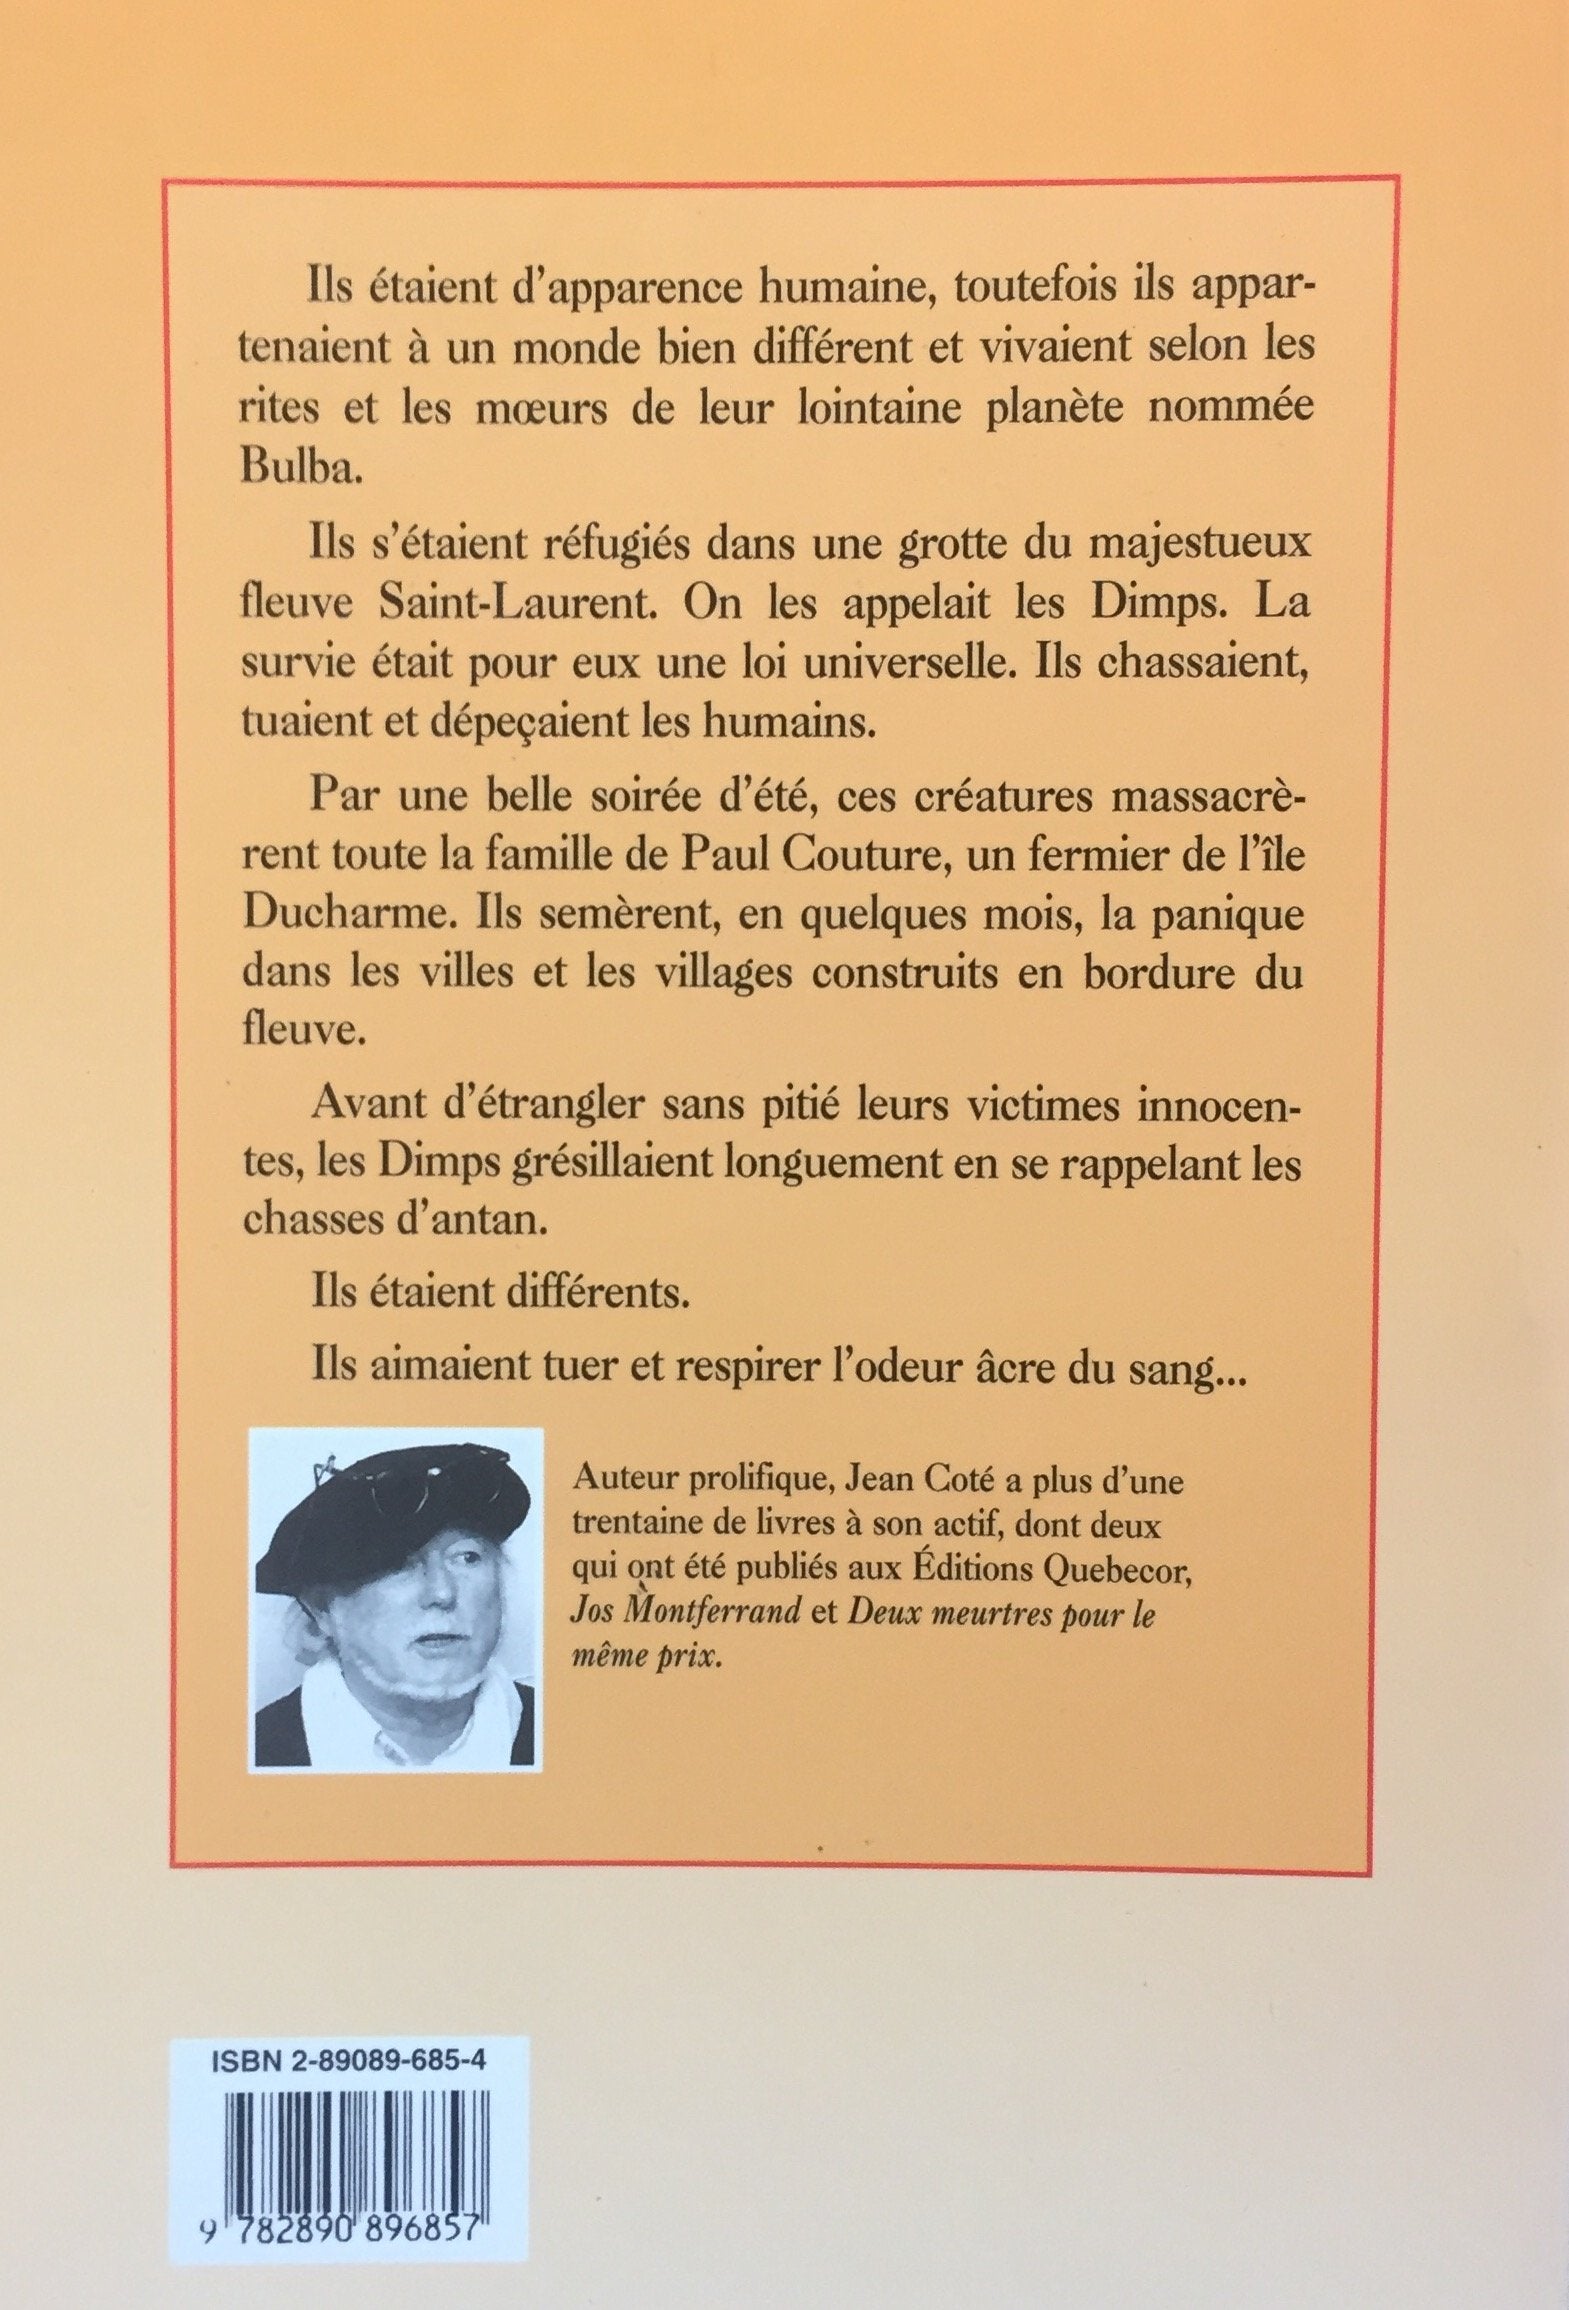 Ils étaient d'apparence humaine, toutefois ils appar-
tenaient à un monde bien différent et vivaient selon les
rites et les mœurs de leur lointaine planète nommée
Bulba.
Ils s'étaient réfugiés dans une grotte du majestueux
fleuve Saint-Laurent. On les appelait les Dimps. La
survie était pour eux une loi universelle. Ils chassaient,
tuaient et dépeçaient les humains.
Par une belle soirée d'été, ces créatures massacrè-
rent toute la famille de Paul Couture, un fermier de l'île
Ducharme. Ils semèrent, en quelques mois, la panique
dans les villes et les villages construits en bordure du
fleuve.
Avant d'étrangler sans pitié leurs victimes innocen-
tes, les Dimps grésillaient longuement en se rappelant les
chasses d'antan.
Ils étaient différents.
Ils aimaient tuer et respirer l'odeur âcre du sang...
Auteur prolifique, Jean Coté a plus d'une
trentaine de livres à son actif, dont deux
qui ont été publiés aux Éditions Quebecor,
Jos Montferrand et Deux meurtres pour le
même prix.
ISBN 2-89089-685-4
9 782890 896857